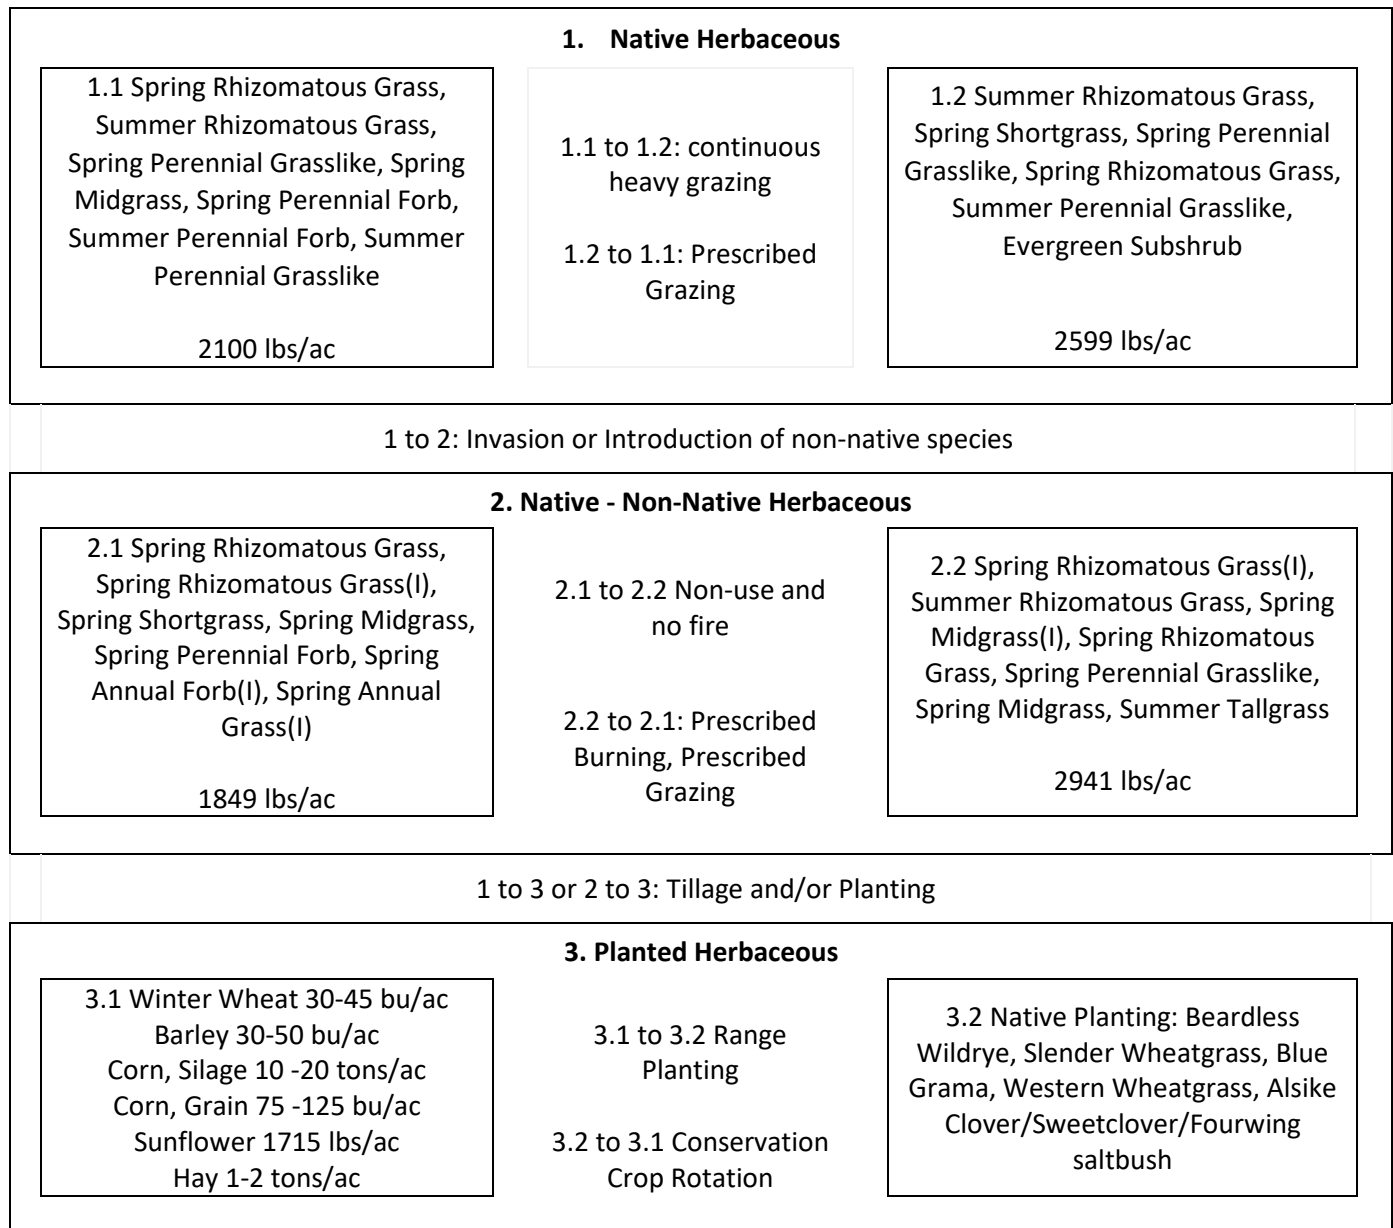 1. Native Herbaceous
1.1 Spring Rhizomatous Grass,
Summer Rhizomatous Grass,
Spring Perennial Grasslike, Spring
Midgrass, Spring Perennial Forb,
Summer Perennial Forb, Summer
Perennial Grasslike
2100 lbs/ac
1.1 to 1.2: continuous
heavy grazing
1.2 to 1.1: Prescribed
Grazing
1.2 Summer Rhizomatous Grass,
Spring Shortgrass, Spring Perennial
Grasslike, Spring Rhizomatous Grass,
Summer Perennial Grasslike,
Evergreen Subshrub
2599 lbs/ac
1 to 2: Invasion or Introduction of non-native species
2. Native - Non-Native Herbaceous
2.1 Spring Rhizomatous Grass,
Spring Rhizomatous Grass(I),
Spring Shortgrass, Spring Midgrass,
Spring Perennial Forb, Spring
Annual Forb(I), Spring Annual
Grass(I)
1849 lbs/ac
2.1 to 2.2 Non-use and
no fire
2.2 to 2.1: Prescribed
Burning, Prescribed
Grazing
2.2 Spring Rhizomatous Grass(I),
Summer Rhizomatous Grass, Spring
Midgrass(I), Spring Rhizomatous
Grass, Spring Perennial Grasslike,
Spring Midgrass, Summer Tallgrass
2941 lbs/ac
1 to 3 or 2 to 3: Tillage and/or Planting
3. Planted Herbaceous
3.1 Winter Wheat 30-45 bu/ac
Barley 30-50 bu/ac
Corn, Silage 10 -20 tons/ac
Corn, Grain 75 -125 bu/ac
Sunflower 1715 lbs/ac
Hay 1-2 tons/ac
3.1 to 3.2 Range
Planting
3.2 to 3.1 Conservation
Crop Rotation
3.2 Native Planting: Beardless
Wildrye, Slender Wheatgrass, Blue
Grama, Western Wheatgrass, Alsike
Clover/Sweetclover/Fourwing
saltbush